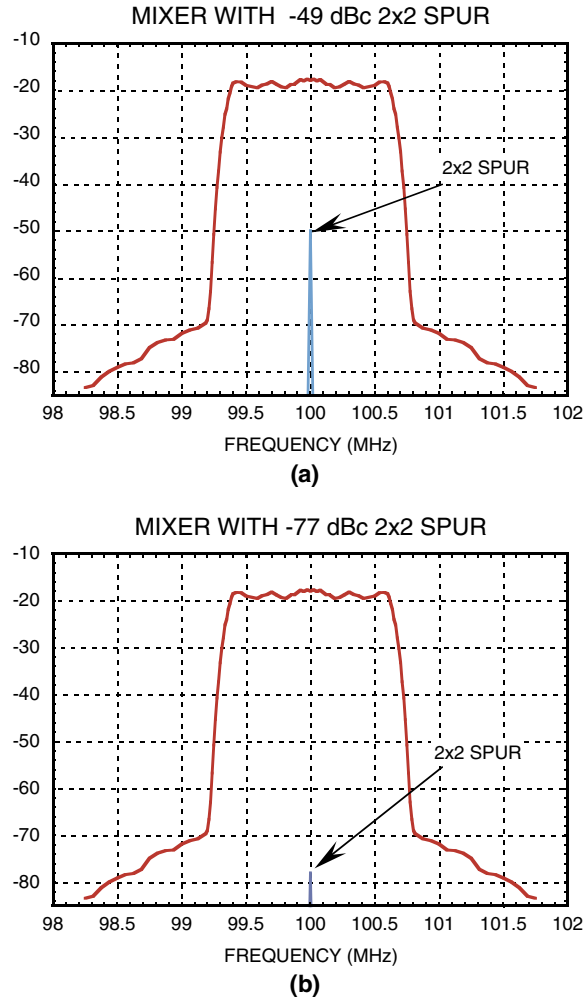 MIXER WITH -49 dBc 2x2 SPUR
-10
-20
-30
-40
-50
-60
-70
-80
2x2 SPUR
98 98.5 99 99.5 100 100.5 101 101.5 102
FREQUENCY (MHz)
(a)
MIXER WITH -77 dBc 2x2 SPUR
-10
-20
-30
-40
-50
-60
-70
-80
2x2 SPUR
98 98.5 99 99.5 100 100.5 101 101.5 102
FREQUENCY (MHz)
(b)